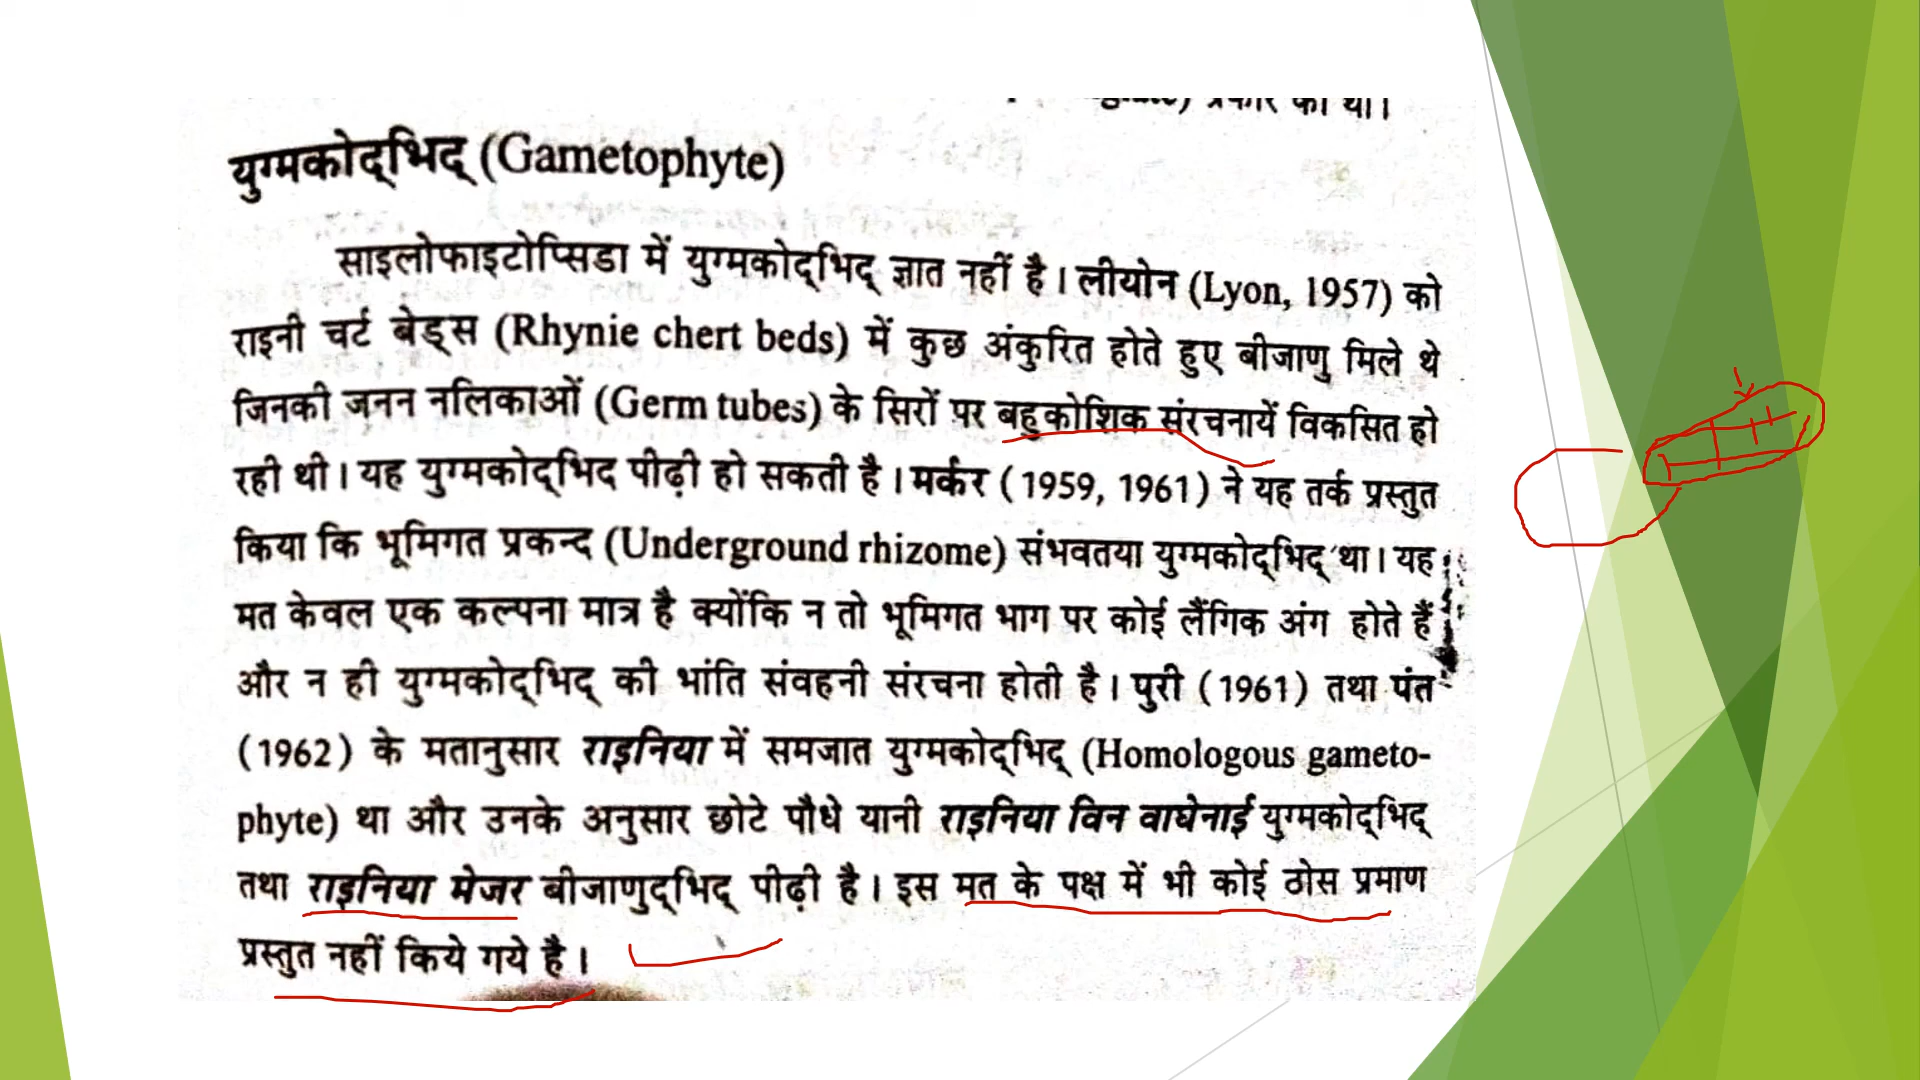 प्रकार का था।
युग्मकोद्भिद् (Gametophyte)
साइलोफाइटोप्सिडा में युग्मकोद्भिद् ज्ञात नहीं है। लीयोन (Lyon, 1957) को
राइनी चर्ट बेड्स (Rhynie chert beds) में कुछ अंकुरित होते हुए बीजाणु मिले थे
जिनकी जनन नलिकाओं (Germ tubes) के सिरों पर बहुकोशिक संरचनायें विकसित हो
रही थी। यह युग्मकोद्भिद पीढ़ी हो सकती है। मर्कर (1959, 1961) ने यह तर्क प्रस्तुत
किया कि भूमिगत प्रकन्द (Underground rhizome) संभवतया युग्मकोद्भिद् था। यह
मत केवल एक कल्पना मात्र है क्योंकि न तो भूमिगत भाग पर कोई लैंगिक अंग होते हैं
और न ही युग्मकोद्भिद् की भांति संवहनी संरचना होती है। पुरी (1961) तथा पंत
(1962) के मतानुसार राइनिया में समजात युग्मकोद्भिद् (Homologous gameto-
phyte) था और उनके अनुसार छोटे पौधे यानी राइनिया विन वाघेनाई युग्मकोद्भिद्
तथा राइनिया मेजर बीजाणुद्भिद् पीढ़ी है। इस मत के पक्ष में भी कोई ठोस प्रमाण
प्रस्तुत नहीं किये गये है।